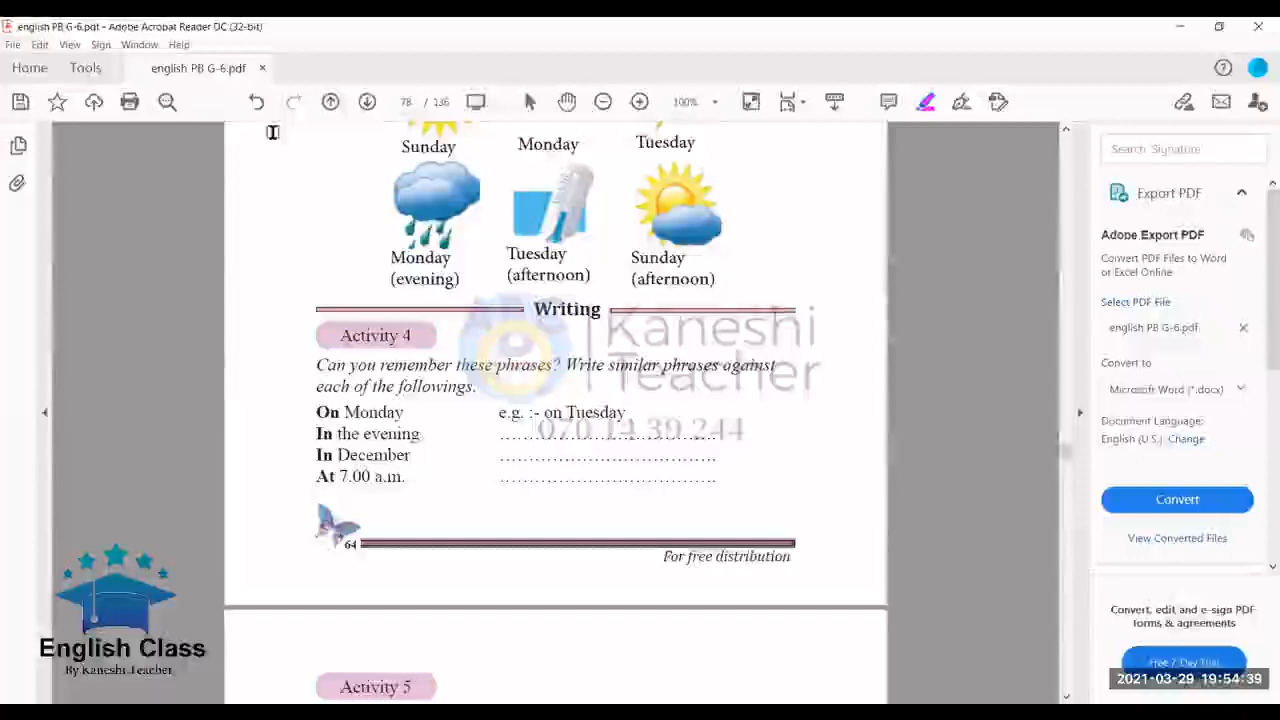 english PB G-6.pdf - Adobe Acrobat Reader DC (32-bit)
File Edit View Sign Window Help
Home Tools english PB G-6.pdf ×
78 / 136 100%
Sunday Monday Tuesday
Monday (evening)
Tuesday (afternoon)
Sunday (afternoon)
Writing
Activity 4
Can you remember these phrases? Write similar phrases against
each of the followings.
On Monday e.g. :- on Tuesday
In the evening ....................................
In December ....................................
At 7.00 a.m. ....................................
64
For free distribution
Activity 5
Kaneshi
Teacher
070 14 39 244
English Class
By Kaneshi Teacher
Search 'Signature'
Export PDF
Adobe Export PDF
Convert PDF Files to Word
or Excel Online
Select PDF File
english PB G-6.pdf
Convert to
Microsoft Word (*.docx)
Document Language:
English (U.S.) Change
Convert
View Converted Files
Convert, edit and e-sign PDF
forms & agreements
Free 7-Day Trial
2021-03-29 19:54:39